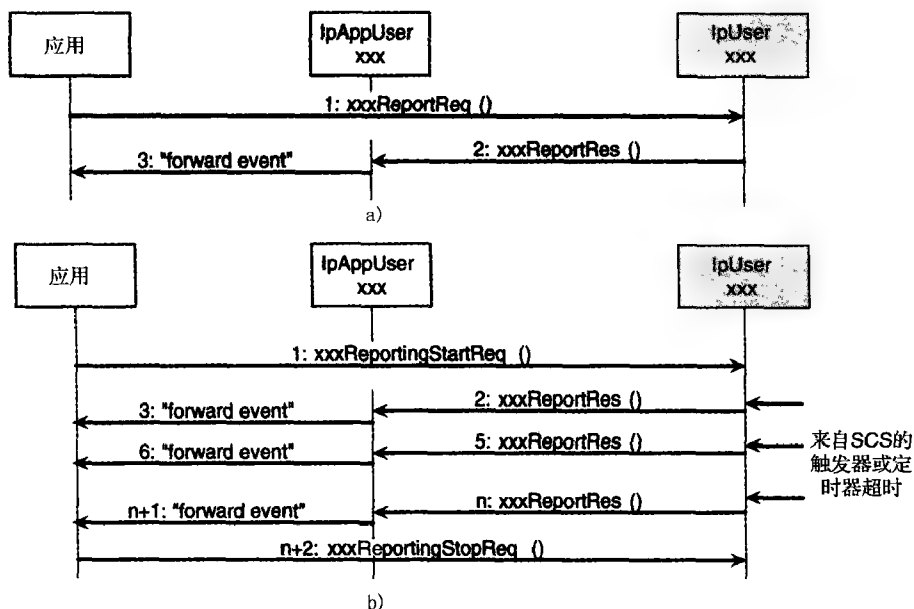 应用
IpAppUser
xxx
IpUser
xxx
1: xxxReportReq ()
2: xxxReportRes ()
3: "forward event"
a)
应用
IpAppUser
xxx
IpUser
xxx
1: xxxReportingStartReq ()
2: xxxReportRes ()
3: "forward event"
5: xxxReportRes ()
6: "forward event"
来自SCS的
触发器或定
时器超时
n: xxxReportRes ()
n+1: "forward event"
n+2: xxxReportingStopReq ()
b)